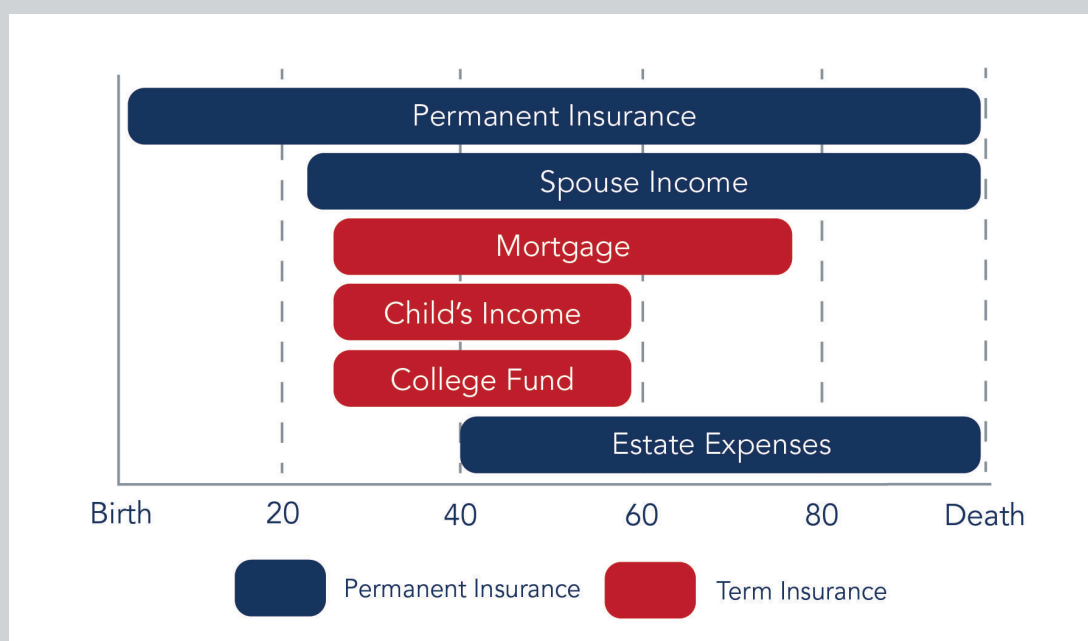 Permanent Insurance
Spouse Income
Mortgage
Child’s Income
College Fund
Estate Expenses
Birth 20 40 60 80 Death
Permanent Insurance Term Insurance